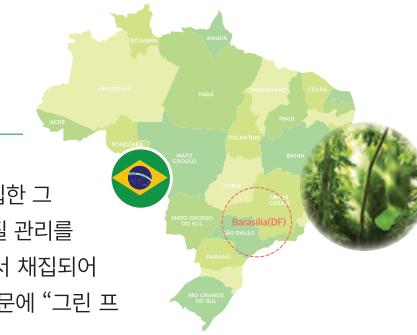 RORAIMA
AMAPÁ
AMAZONAS
PARÁ
MARANHÃO
CEARÁ
PIAUÍ
ACRE
RONDÔNIA
TOCANTINS
MATO
GROSSO
BAHIA
GOIÁS
MINAS
GERAIS
Barasilia(DF)
MATO GROSSO
DO SUL
SÃO PAULO
PARANÁ
RIO GRANDE
DO SUL
집한 그
질 관리를
서 채집되어
문에 “그린 프